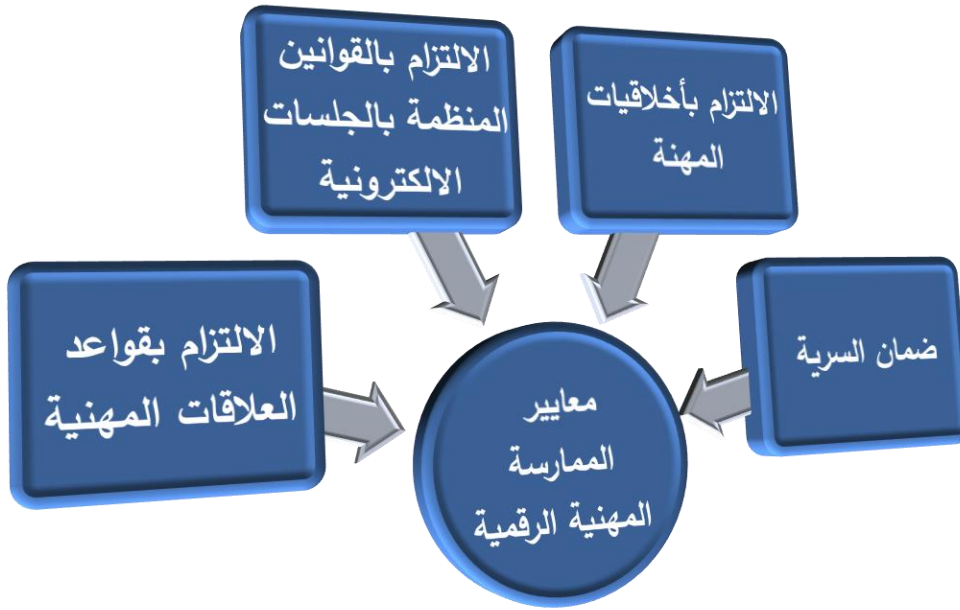 الالتزام بأخلاقيات
المهنة
الالتزام بالقوانين
المنظمة بالجلسات
الالكترونية
ضمان السرية
الالتزام بقواعد
العلاقات المهنية
معايير
الممارسة
المهنية الرقمية